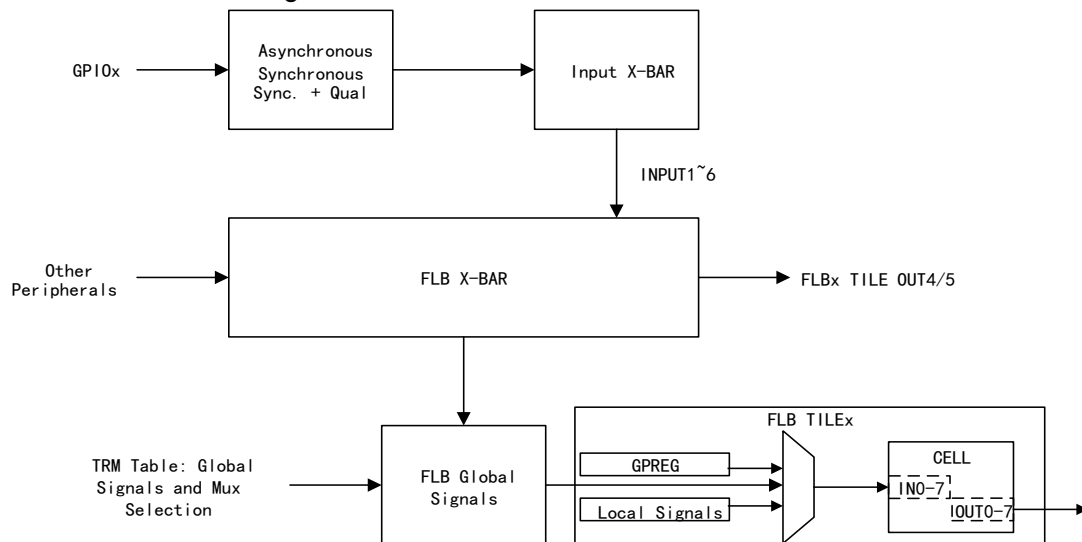 Asynchronous
Synchronous
Sync. + Qual
GPIOx
Input X-BAR
INPUT1~6
Other
Peripherals
FLB X-BAR
FLBx TILE OUT4/5
FLB TILEx
TRM Table: Global
Signals and Mux
Selection
FLB Global
Signals
GPREG
Local Signals
CELL
IN0-7
IOUT0-7